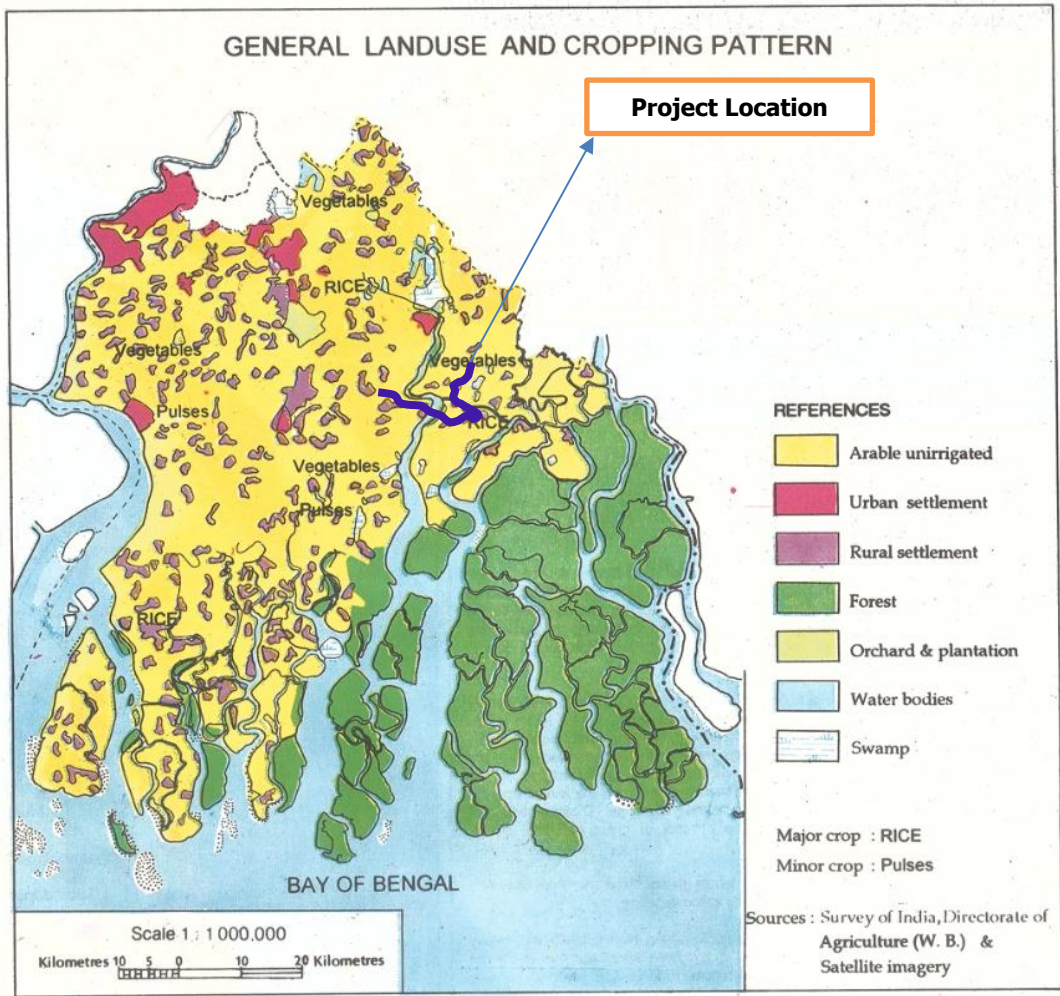 GENERAL LANDUSE AND CROPPING PATTERN
Project Location
Vegetables
RICE
Vegetables
Vegetables
Pulses
RICE
Vegetables
Pulses
RICE
REFERENCES
Arable unirrigated
Urban settlement
Rural settlement
Forest
Orchard & plantation
Water bodies
Swamp
BAY OF BENGAL
Major crop : RICE
Minor crop : Pulses
Scale 1 : 1 000,000
Kilometres 10 5 0 10 20 Kilometres
Sources : Survey of India, Directorate of
Agriculture (W. B.) &
Satellite imagery